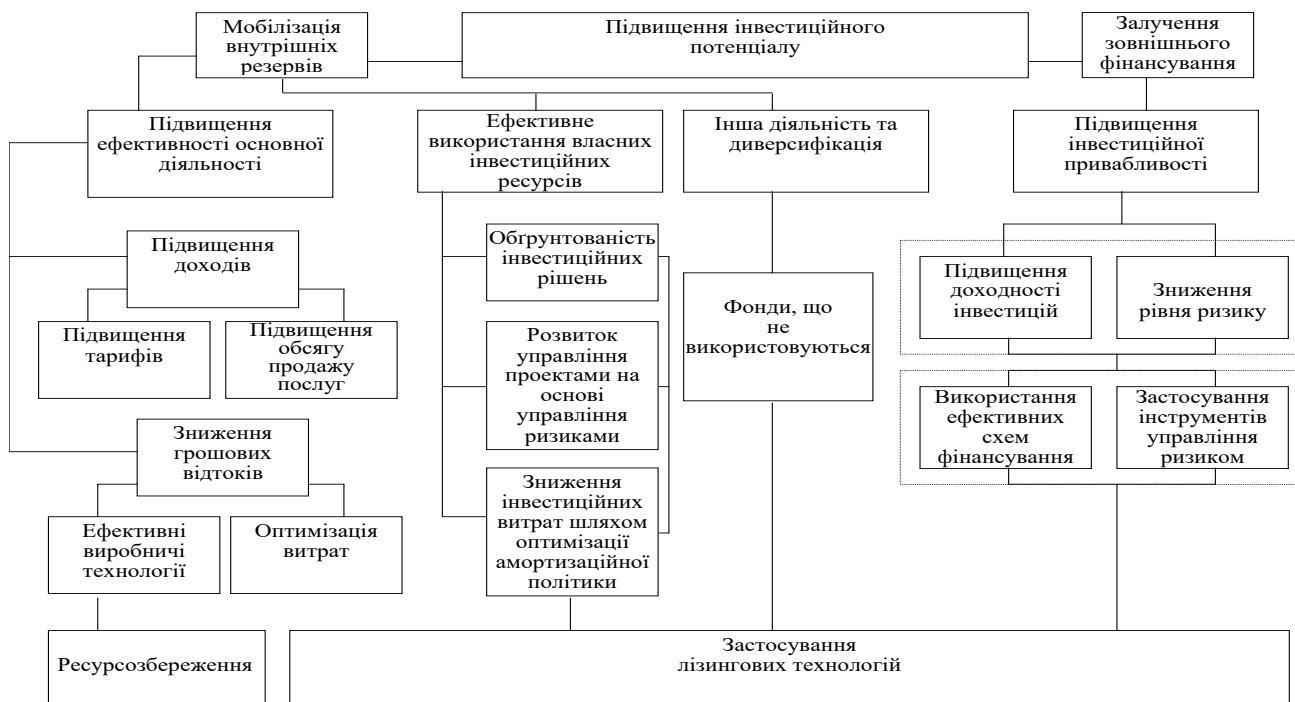 Мобілізація
внутрішніх
резервів
Підвищення інвестиційного
потенціалу
Залучення
зовнішнього
фінансування
Підвищення
ефективності основної
діяльності
Ефективне
використання власних
інвестиційних
ресурсів
Інша діяльність та
диверсифікація
Підвищення
інвестиційної
привабливості
Підвищення
доходів
Обґрунтованість
інвестиційних
рішень
Фонди, що
не
використовуються
Підвищення
доходності
інвестицій
Зниження
рівня ризику
Підвищення
тарифів
Підвищення
обсягу
продажу
послуг
Розвиток
управління
проектами на
основі
управління
ризиками
Використання
ефективних
схем
фінансування
Застосування
інструментів
управління
ризиком
Зниження
грошових
відтоків
Зниження
інвестиційних
витрат шляхом
оптимізації
амортизаційної
політики
Ефективні
виробничі
технології
Оптимізація
витрат
Ресурсозбереження
Застосування
лізингових технологій